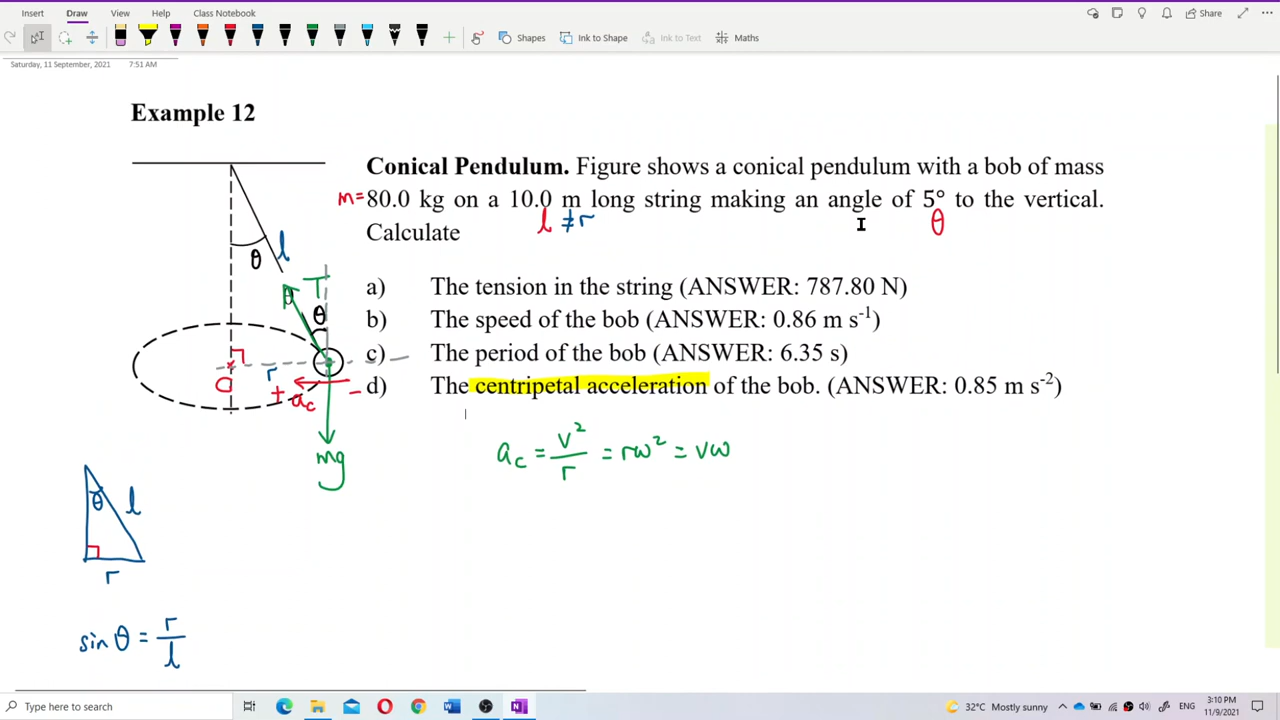 Insert Draw View Help Class Notebook Share
Shapes Ink to Shape Ink to Text Maths
Saturday, 11 September, 2021 7:51 AM
Example 12
Conical Pendulum. Figure shows a conical pendulum with a bob of mass
m= 80.0 kg on a 10.0 m long string making an angle of 5° to the vertical.
l ≠ r θ
Calculate
θ l
T
θ
θ
a) The tension in the string (ANSWER: 787.80 N)
b) The speed of the bob (ANSWER: 0.86 m s-1)
c) The period of the bob (ANSWER: 6.35 s)
r
d) The centripetal acceleration of the bob. (ANSWER: 0.85 m s-2)
+ ac -
mg
ac = v²/r = rω² = vω
θ l
r
sin θ = r/l
Type here to search
32°C Mostly sunny ENG 3:10 PM
11/9/2021